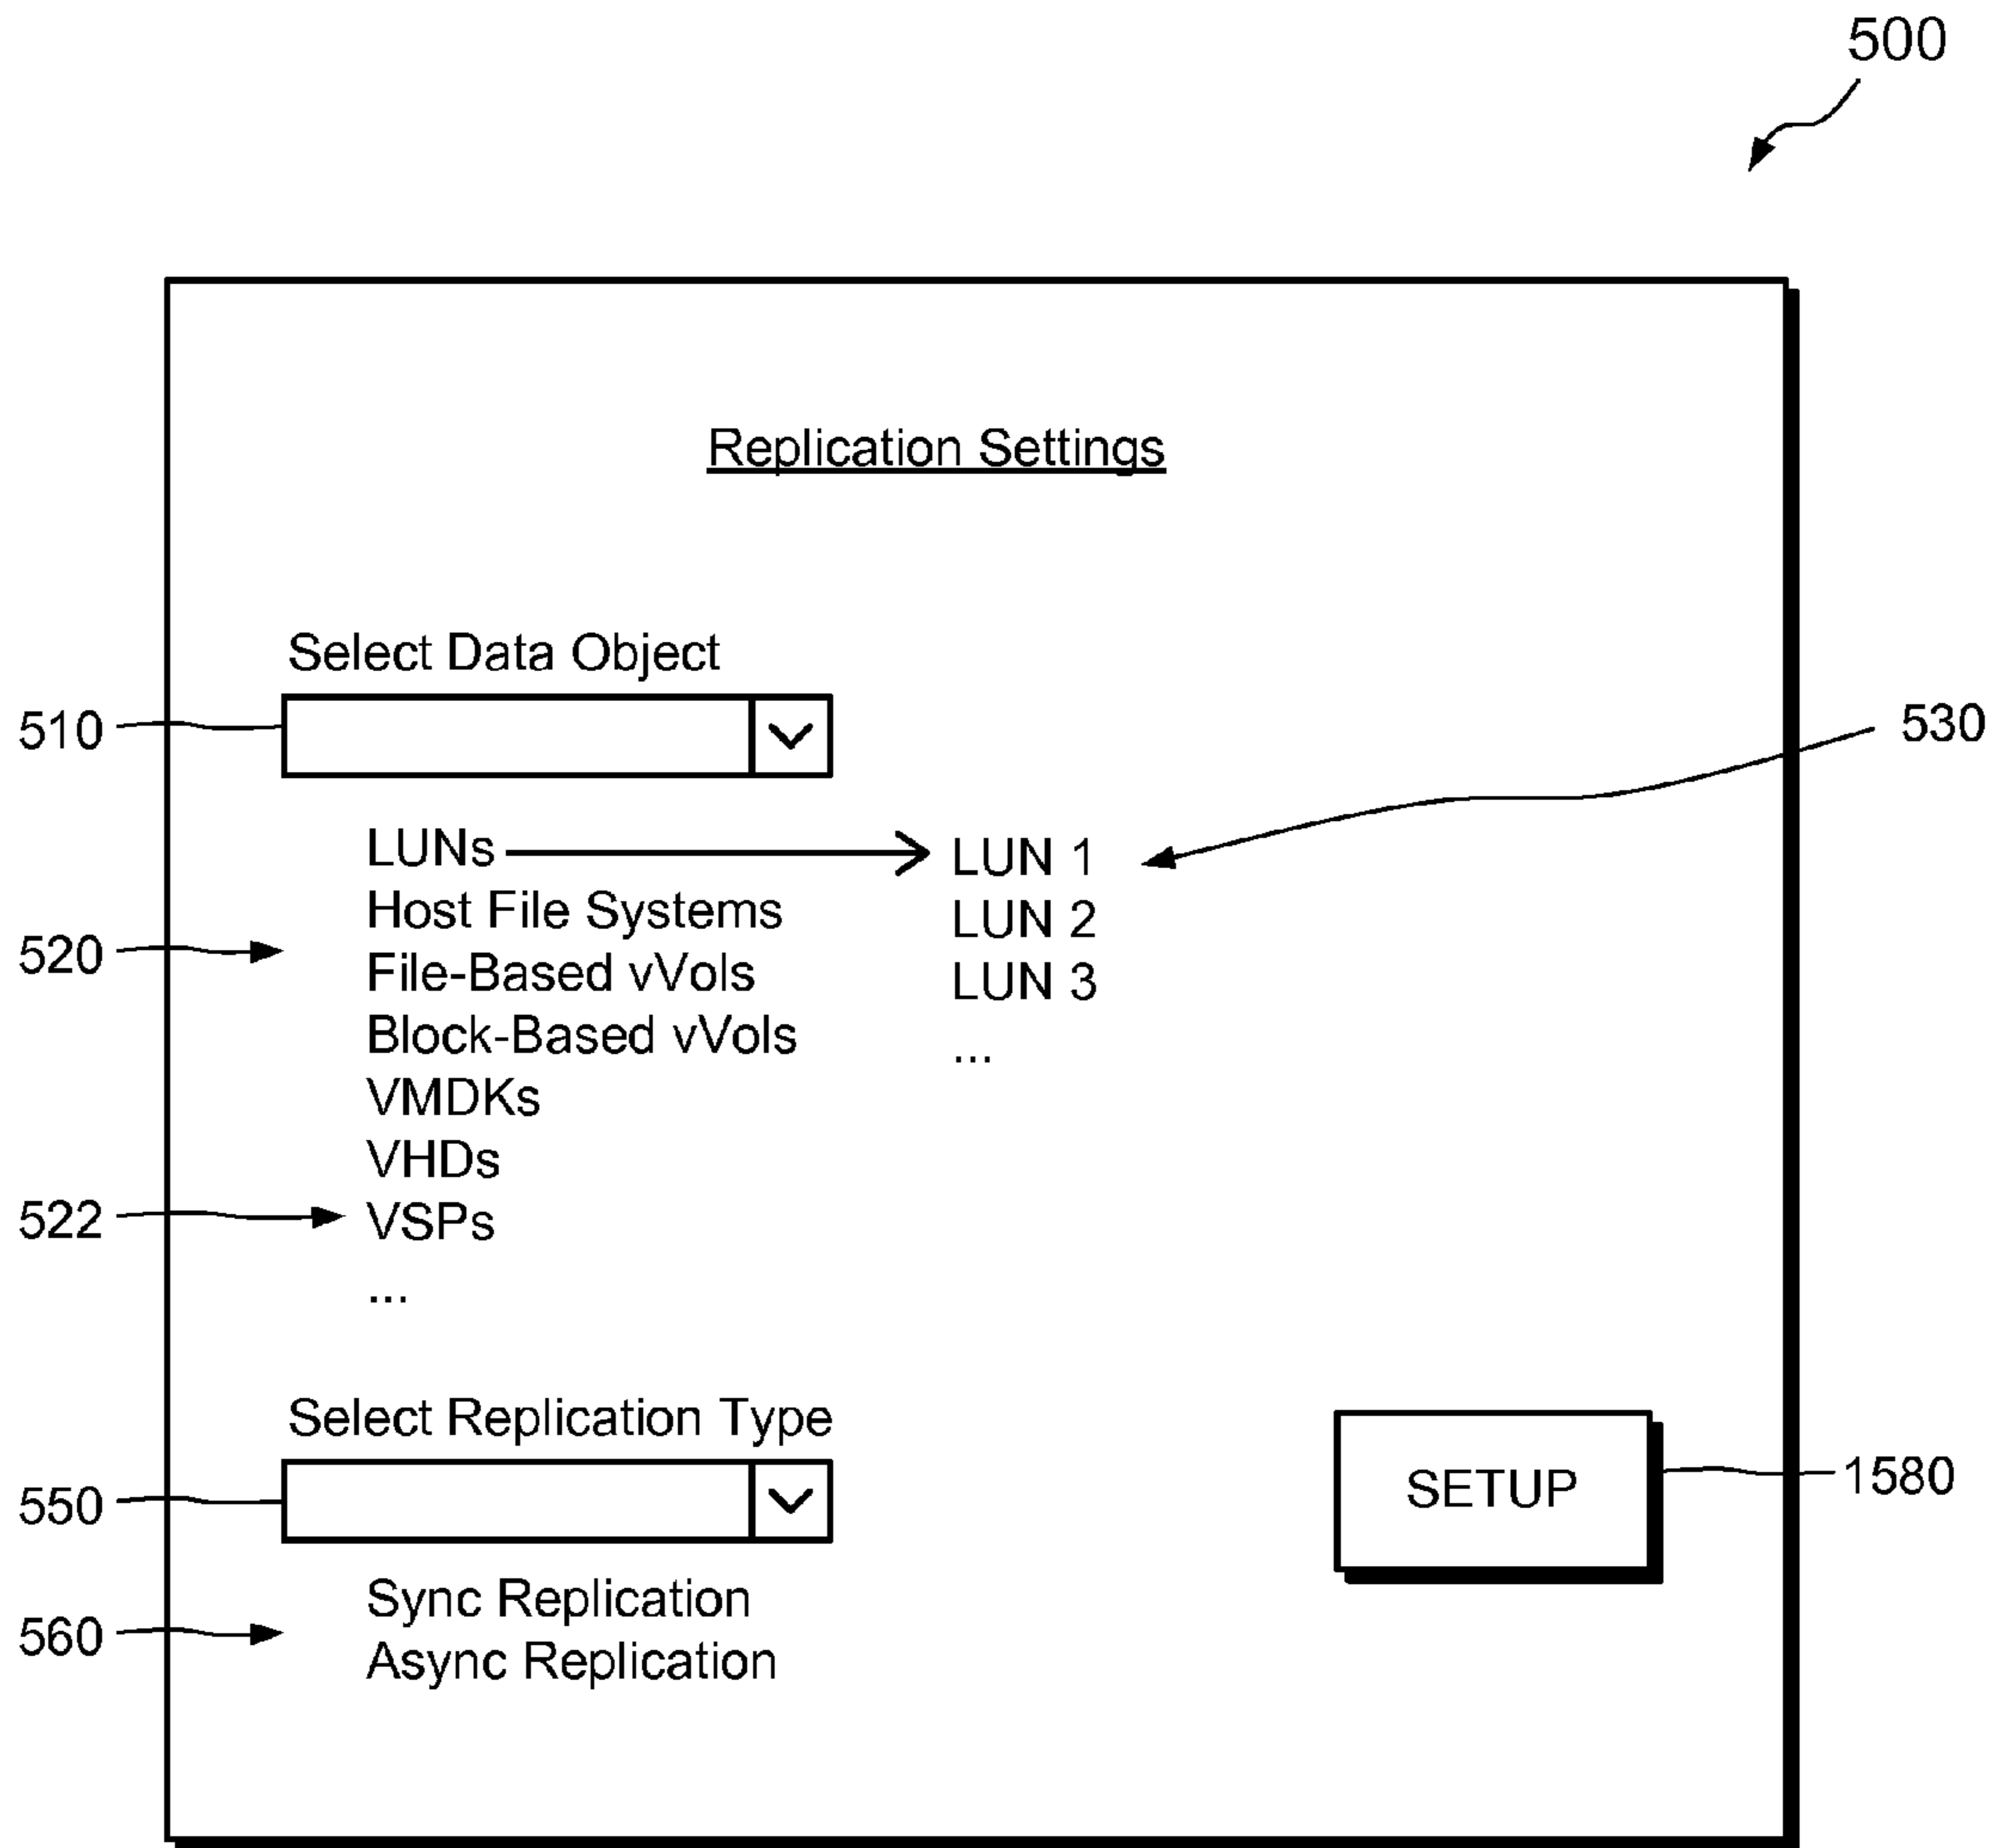 500
Replication Settings
Select Data Object
510
530
LUNs
LUN 1
Host File Systems
LUN 2
520
File-Based vVols
LUN 3
Block-Based vVols
...
VMDKs
VHDs
522
VSPs
...
Select Replication Type
550
SETUP
1580
Sync Replication
560
Async Replication